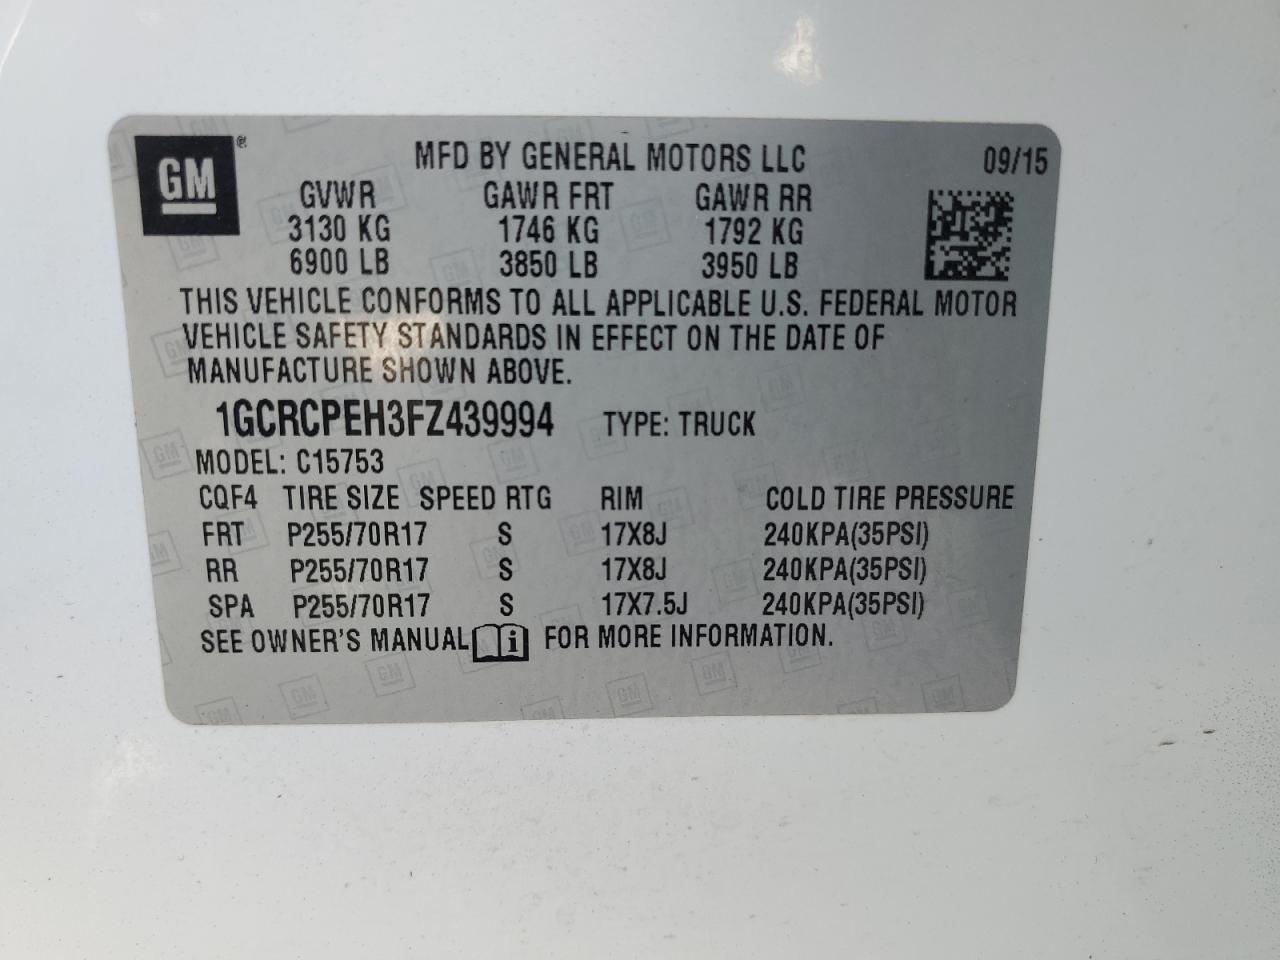 GM®
MFD BY GENERAL MOTORS LLC 09/15
GVWR GAWR FRT GAWR RR
3130 KG 1746 KG 1792 KG
6900 LB 3850 LB 3950 LB
THIS VEHICLE CONFORMS TO ALL APPLICABLE U.S. FEDERAL MOTOR
VEHICLE SAFETY STANDARDS IN EFFECT ON THE DATE OF
MANUFACTURE SHOWN ABOVE.
1GCRCPEH3FZ439994 TYPE: TRUCK
MODEL: C15753
CQF4 TIRE SIZE SPEED RTG RIM COLD TIRE PRESSURE
FRT P255/70R17 S 17X8J 240KPA(35PSI)
RR P255/70R17 S 17X8J 240KPA(35PSI)
SPA P255/70R17 S 17X7.5J 240KPA(35PSI)
SEE OWNER'S MANUAL FOR MORE INFORMATION.